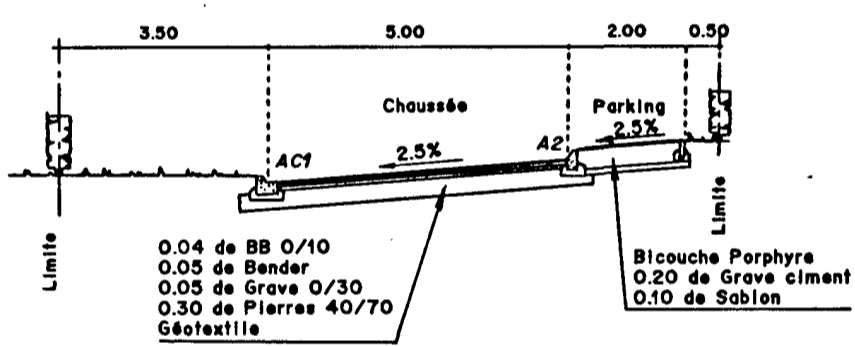 3.50 5.00 2.00 0.50
Chaussée Parking
AC1 2.5% A2 2.5%
Limite
Limite
0.04 de BB 0/10
0.05 de Bender
0.05 de Grave 0/30
0.30 de Pierres 40/70
Géotextile
Bicouche Porphyre
0.20 de Grave ciment
0.10 de Sablon